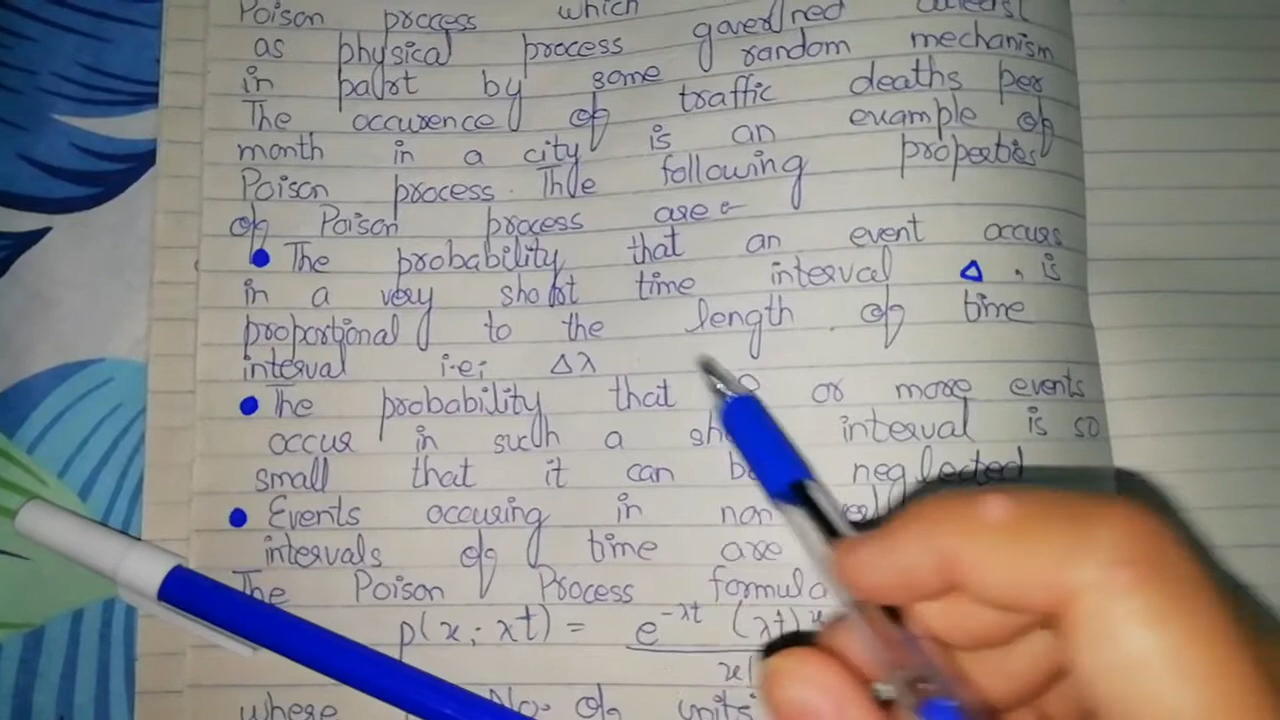 Poison process which
as physical process governed atleast
in part by some random mechanism
The occurence of traffic deaths per
month in a city is an example of
Poison process. The following properties
of Poison process are :-
The probability that an event occurs
in a very short time interval Δ, is
proportional to the length of time
interval i.e; Δλ
The probability that or more events
occur in such a interval is so
small that it can be neglected
Events occuring in non
intervals of time are
The Poison Process formula
p(x; λt) = e^-λt (λt)^x / x!
where No. of units